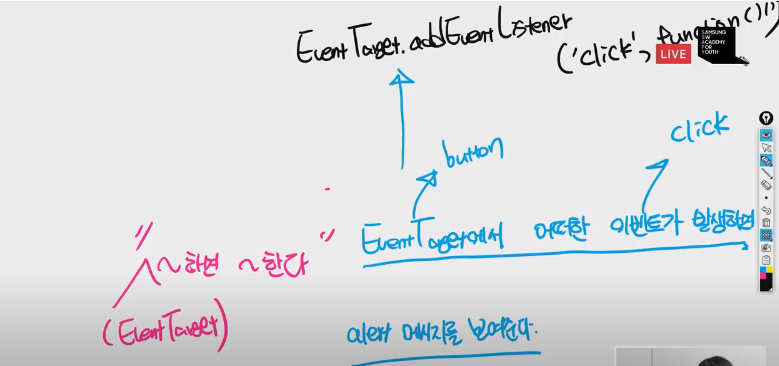 EventTarget.addEventListener
('click', function(){})
LIVE
SAMSUNG
SW
ACADEMY
FOR
YOUTH
click
button
EventTarget에서 어떠한 이벤트가 발생하면
" ~하면 ~한다 "
(EventTarget)
alert 메시지를 보여준다.